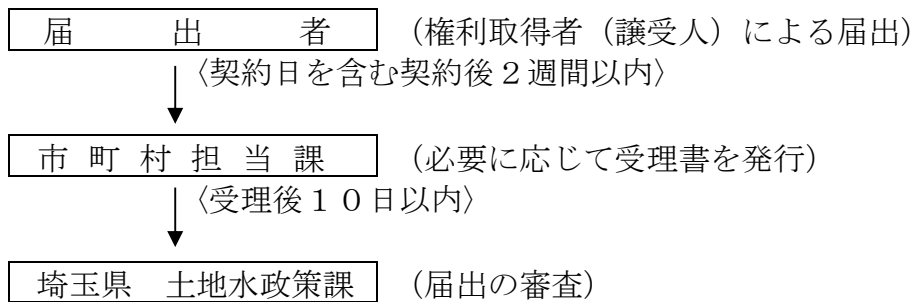 届出者（権利取得者（譲受人）による届出）
〈契約日を含む契約後２週間以内〉
市町村担当課（必要に応じて受理書を発行）
〈受理後１０日以内〉
埼玉県　土地水政策課（届出の審査）